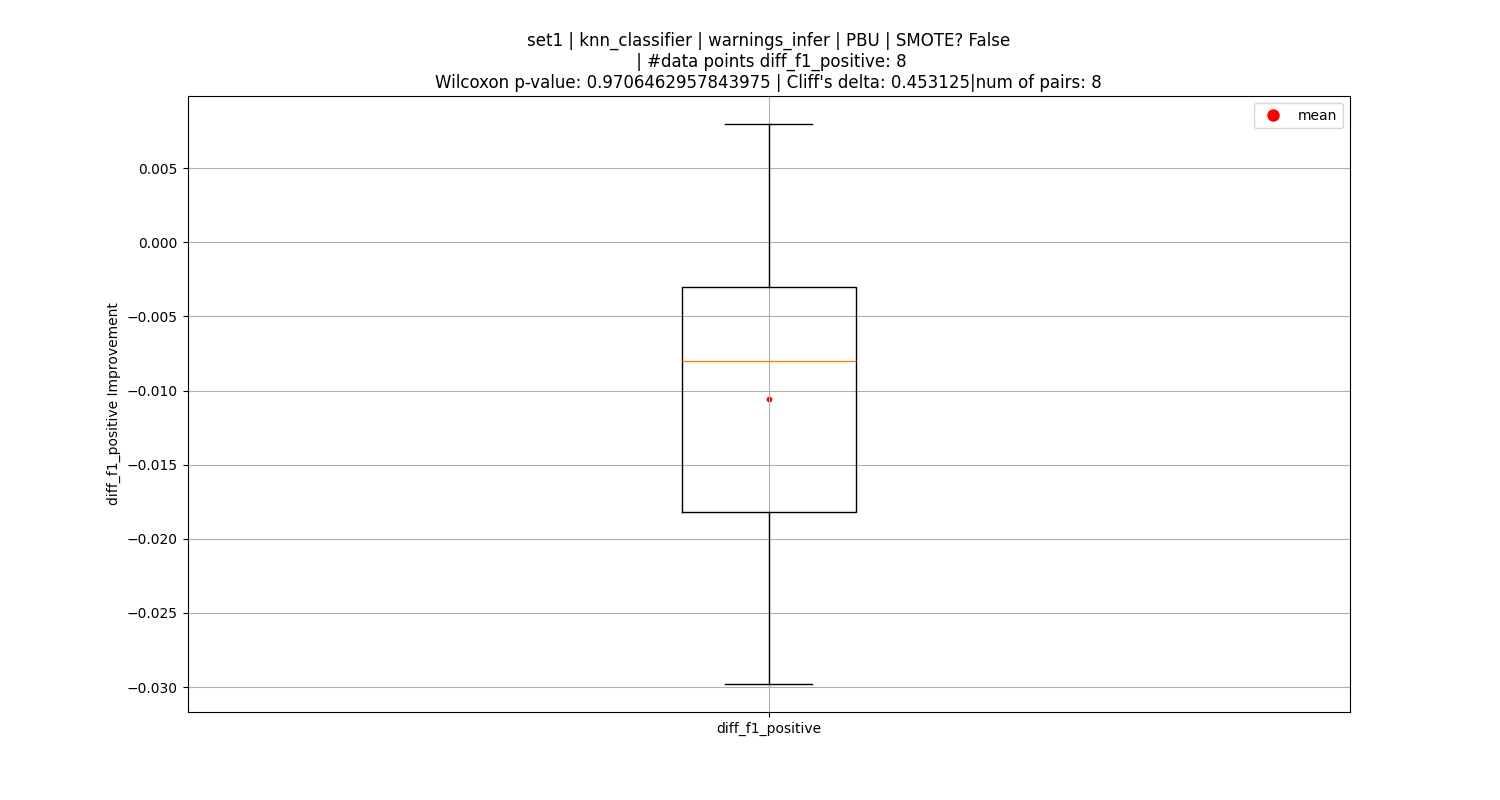 set1 | knn_classifier | warnings_infer | PBU | SMOTE? False
| #data points diff_f1_positive: 8
Wilcoxon p-value: 0.9706462957843975 | Cliff's delta: 0.453125|num of pairs: 8
mean
0.005
0.000
−0.005
−0.010
−0.015
−0.020
−0.025
−0.030
diff_f1_positive Improvement
diff_f1_positive